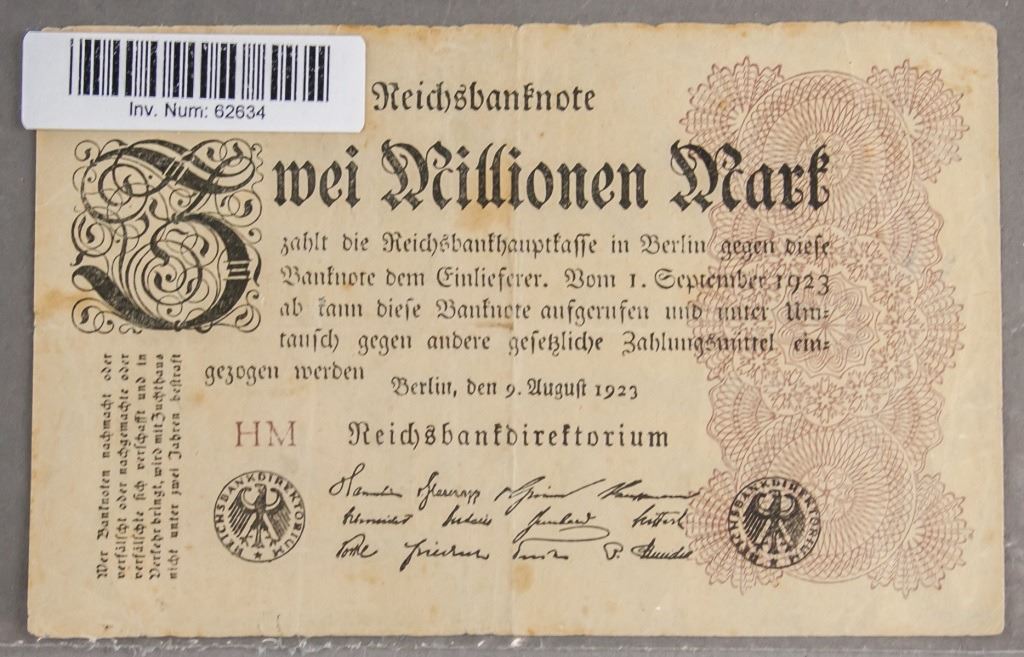 Inv. Num: 62634
Reichsbanknote
Zwei Millionen Mark
zahlt die Reichsbankhauptkasse in Berlin gegen diese
Banknote dem Einlieferer. Vom 1. September 1923
ab kann diese Banknote aufgerufen und unter Um-
tausch gegen andere gesetzliche Zahlungsmittel ein-
gezogen werden
Berlin, den 9. August 1923
HM Reichsbankdirektorium
REICHSBANKDIREKTORIUM
REICHSBANKDIREKTORIUM
Wer Banknoten nachmacht oder
verfälscht oder nachgemachte oder
verfälschte sich verschafft und in
Verkehr bringt, wird mit Zuchthaus
nicht unter zwei Jahren bestraft